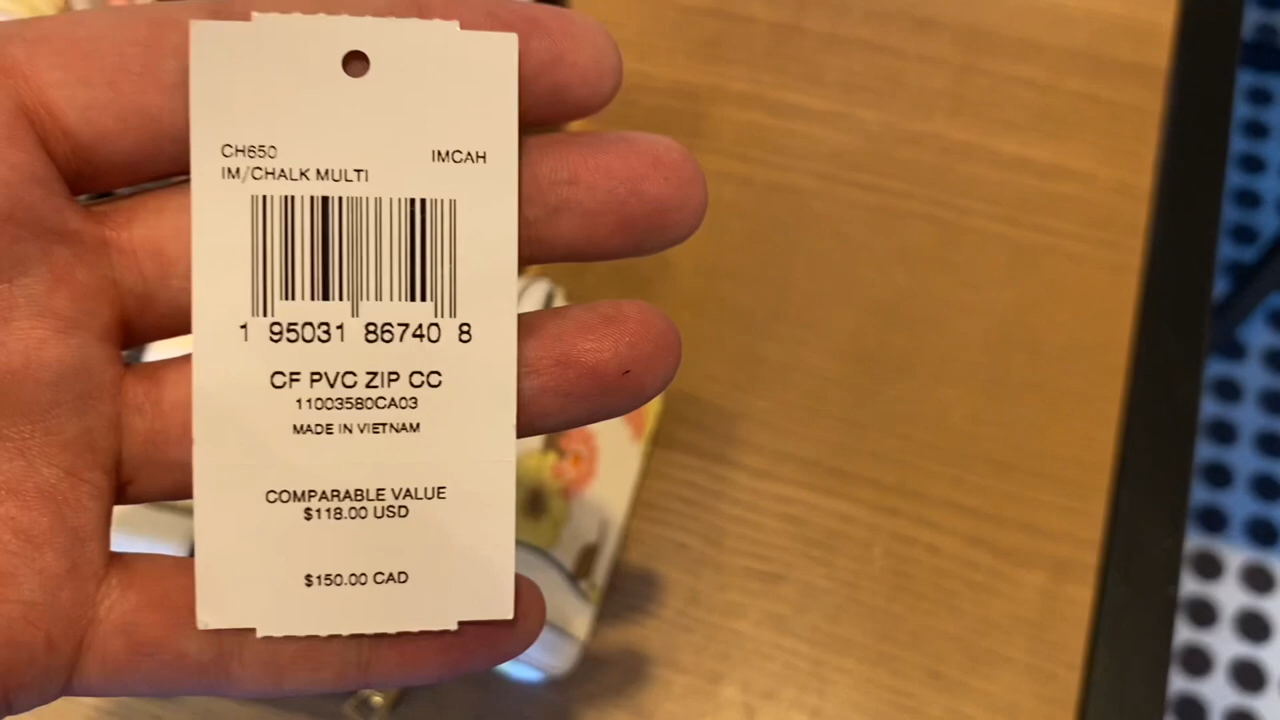 CH650 IMCAH
IM/CHALK MULTI
1 95031 86740 8
CF PVC ZIP CC
11003580CA03
MADE IN VIETNAM
COMPARABLE VALUE
$118.00 USD
$150.00 CAD